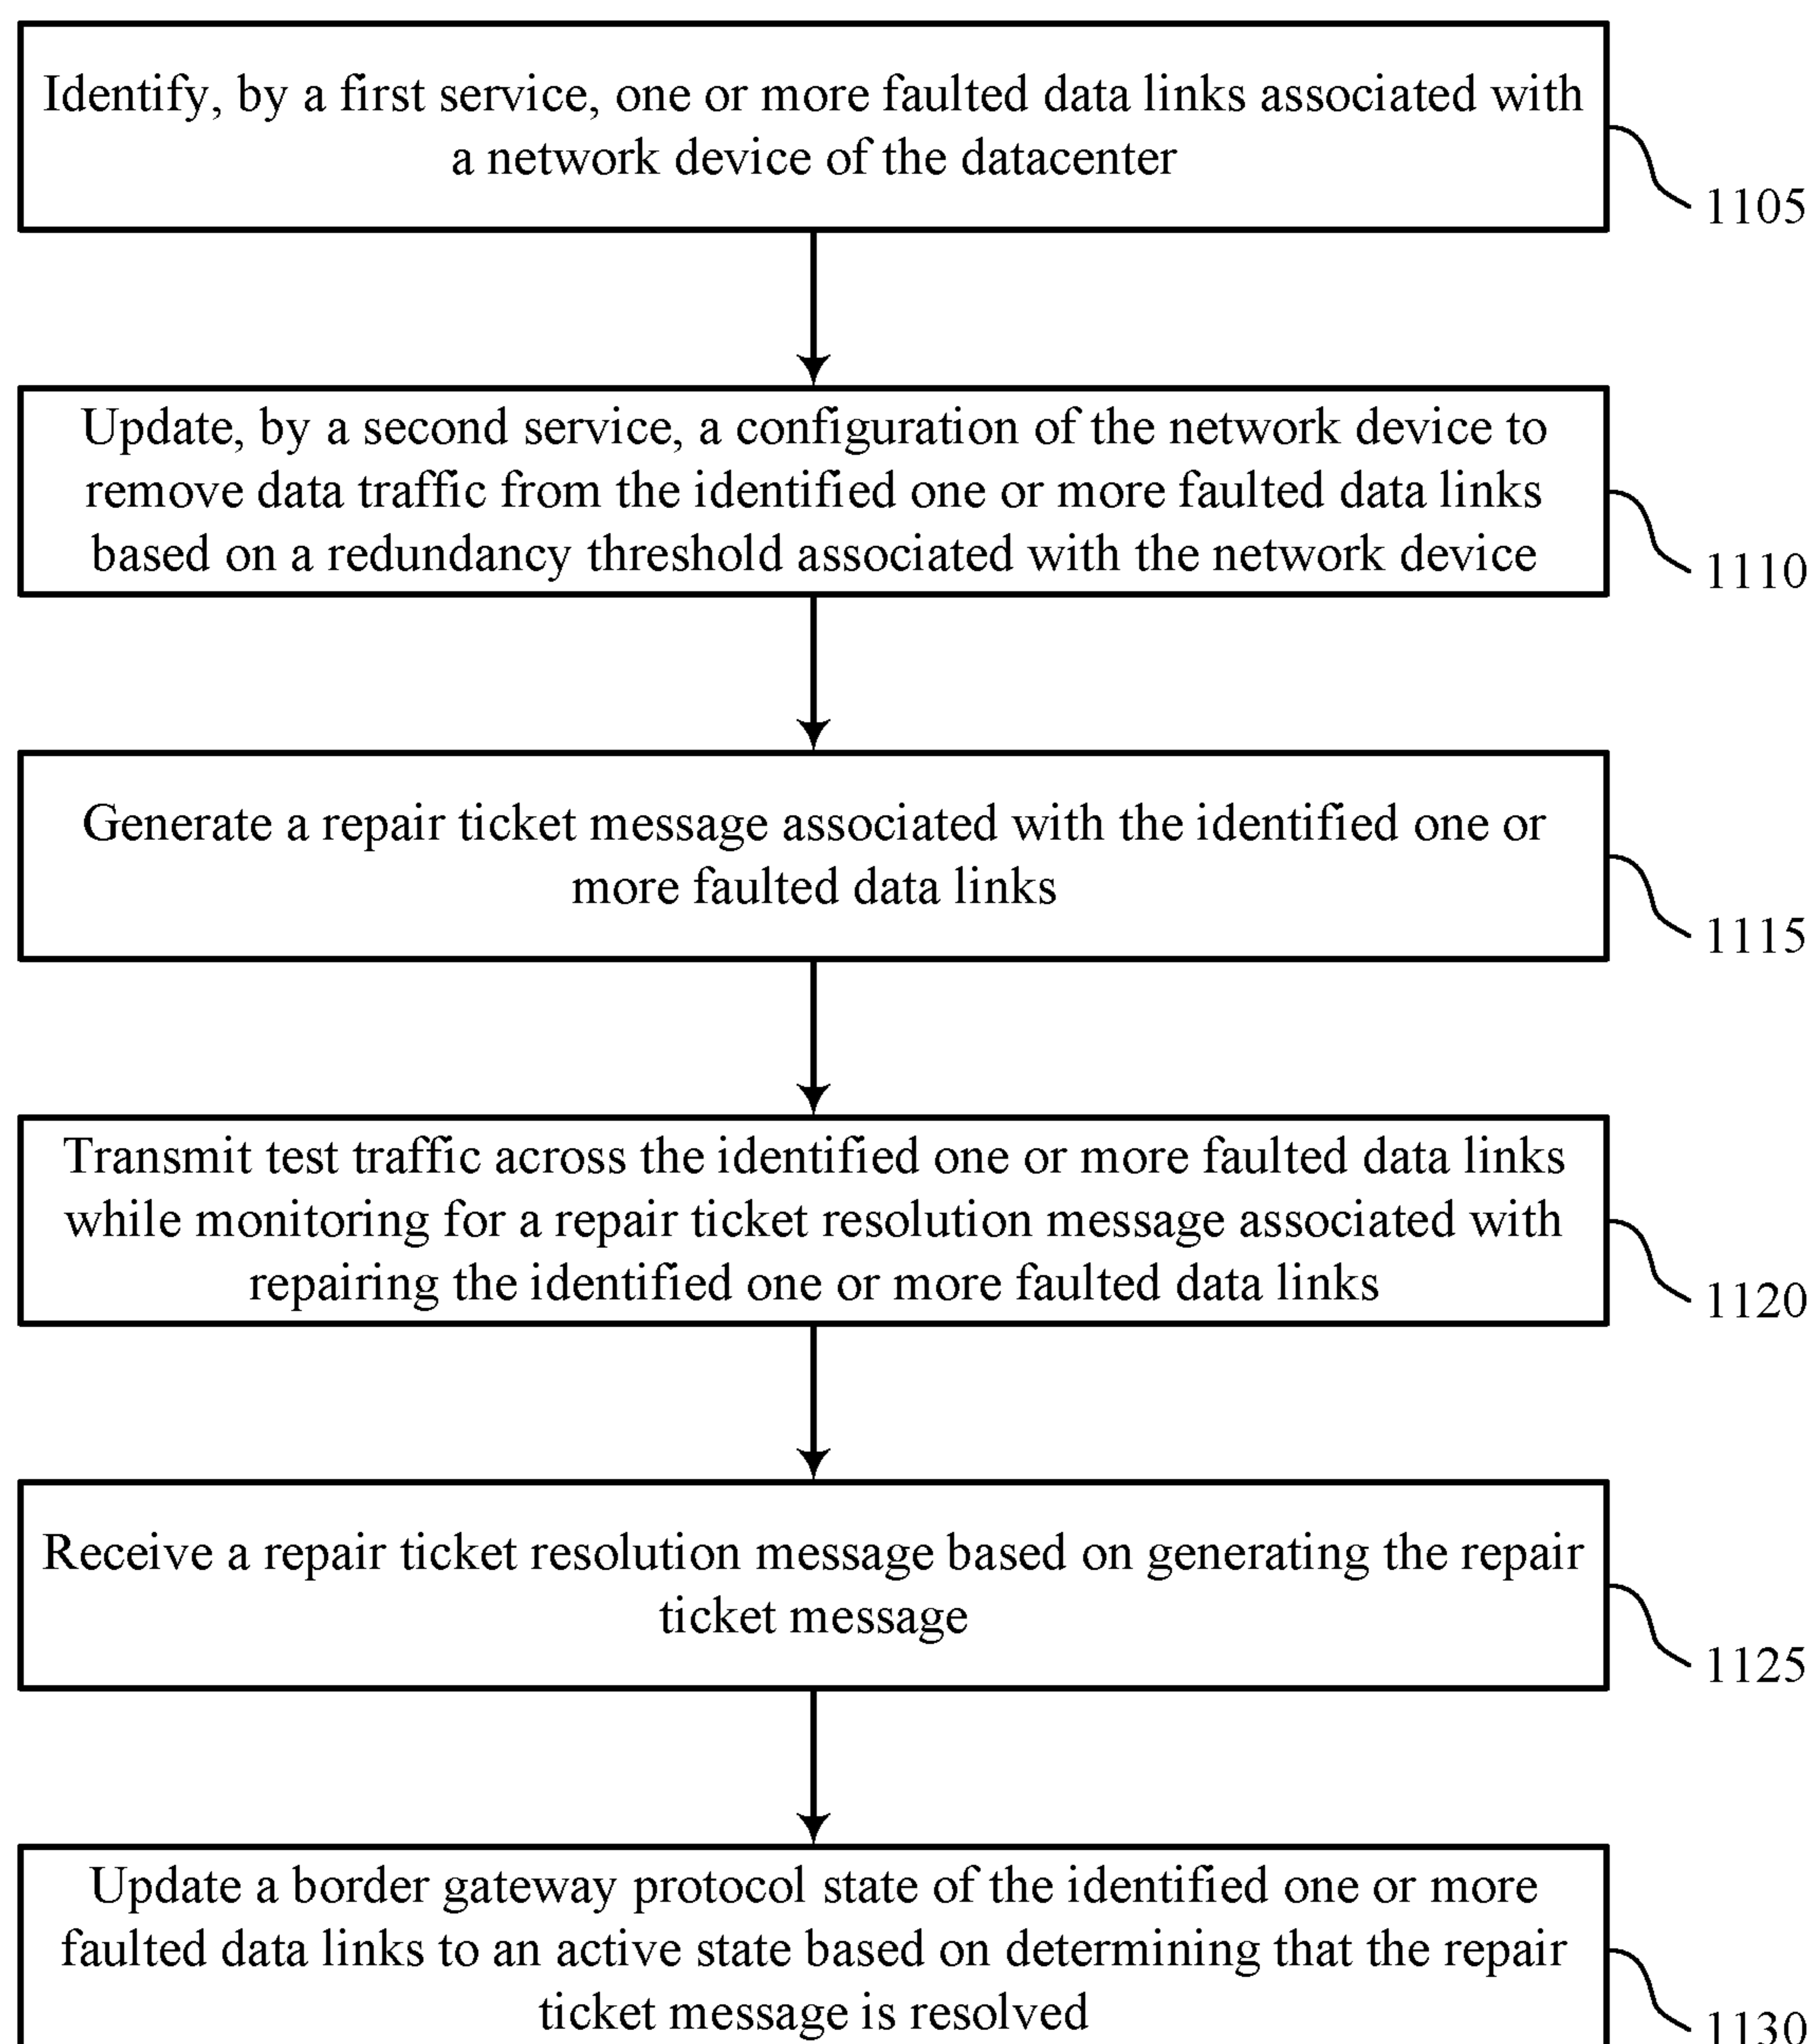 Identify, by a first service, one or more faulted data links associated with
a network device of the datacenter
1105
Update, by a second service, a configuration of the network device to
remove data traffic from the identified one or more faulted data links
based on a redundancy threshold associated with the network device
1110
Generate a repair ticket message associated with the identified one or
more faulted data links
1115
Transmit test traffic across the identified one or more faulted data links
while monitoring for a repair ticket resolution message associated with
repairing the identified one or more faulted data links
1120
Receive a repair ticket resolution message based on generating the repair
ticket message
1125
Update a border gateway protocol state of the identified one or more
faulted data links to an active state based on determining that the repair
ticket message is resolved
1130